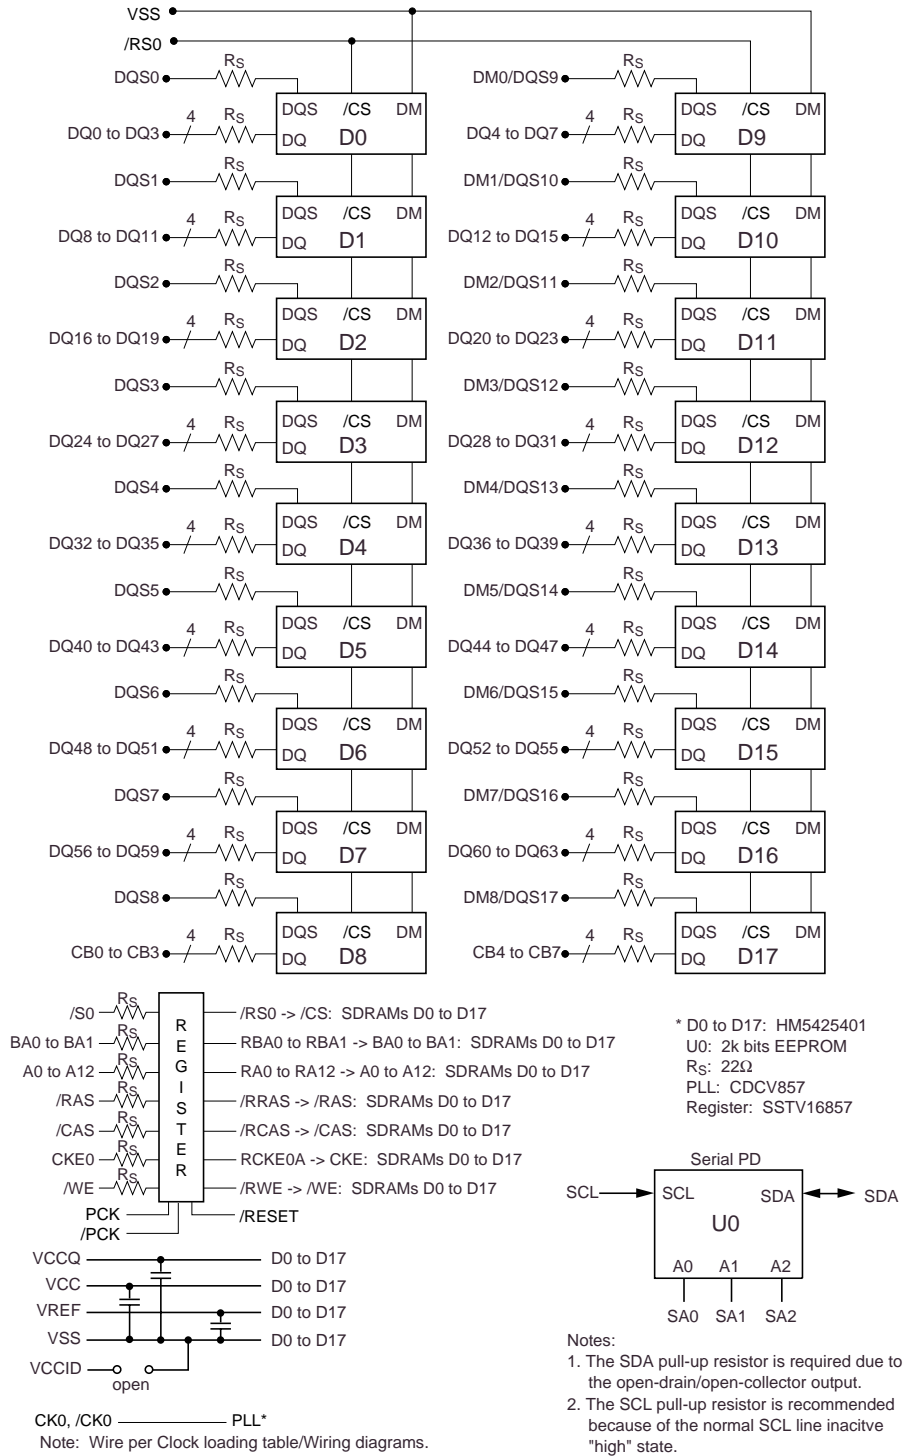 VSS
/RS0
RS RS
DQS0 DM0/DQS9
DQS /CS DM DQS /CS DM
DQ0 to DQ3 4 RS DQ D0 DQ4 to DQ7 4 RS DQ D9
RS RS
DQS1 DM1/DQS10
DQS /CS DM DQS /CS DM
DQ8 to DQ11 4 RS DQ D1 DQ12 to DQ15 4 RS DQ D10
RS RS
DQS2 DM2/DQS11
DQS /CS DM DQS /CS DM
DQ16 to DQ19 4 RS DQ D2 DQ20 to DQ23 4 RS DQ D11
RS RS
DQS3 DM3/DQS12
DQS /CS DM DQS /CS DM
DQ24 to DQ27 4 RS DQ D3 DQ28 to DQ31 4 RS DQ D12
RS RS
DQS4 DM4/DQS13
DQS /CS DM DQS /CS DM
DQ32 to DQ35 4 RS DQ D4 DQ36 to DQ39 4 RS DQ D13
RS RS
DQS5 DM5/DQS14
DQS /CS DM DQS /CS DM
DQ40 to DQ43 4 RS DQ D5 DQ44 to DQ47 4 RS DQ D14
RS RS
DQS6 DM6/DQS15
DQS /CS DM DQS /CS DM
DQ48 to DQ51 4 RS DQ D6 DQ52 to DQ55 4 RS DQ D15
RS RS
DQS7 DM7/DQS16
DQS /CS DM DQS /CS DM
DQ56 to DQ59 4 RS DQ D7 DQ60 to DQ63 4 RS DQ D16
RS RS
DQS8 DM8/DQS17
DQS /CS DM DQS /CS DM
CB0 to CB3 4 RS DQ D8 CB4 to CB7 4 RS DQ D17
REGISTER
/S0 RS /RS0 -> /CS: SDRAMs D0 to D17
BA0 to BA1 RS RBA0 to RBA1 -> BA0 to BA1: SDRAMs D0 to D17
A0 to A12 RS RA0 to RA12 -> A0 to A12: SDRAMs D0 to D17
/RAS RS /RRAS -> /RAS: SDRAMs D0 to D17
/CAS RS /RCAS -> /CAS: SDRAMs D0 to D17
CKE0 RS RCKE0A -> CKE: SDRAMs D0 to D17
/WE RS /RWE -> /WE: SDRAMs D0 to D17
PCK /RESET
/PCK
* D0 to D17: HM5425401
U0: 2k bits EEPROM
RS: 22Ω
PLL: CDCV857
Register: SSTV16857
Serial PD
SCL SCL SDA SDA
U0
A0 A1 A2
SA0 SA1 SA2
VCCQ D0 to D17
VCC D0 to D17
VREF D0 to D17
VSS D0 to D17
VCCID
open
CK0, /CK0 PLL*
Note: Wire per Clock loading table/Wiring diagrams.
Notes:
1. The SDA pull-up resistor is required due to
the open-drain/open-collector output.
2. The SCL pull-up resistor is recommended
because of the normal SCL line inacitve
"high" state.